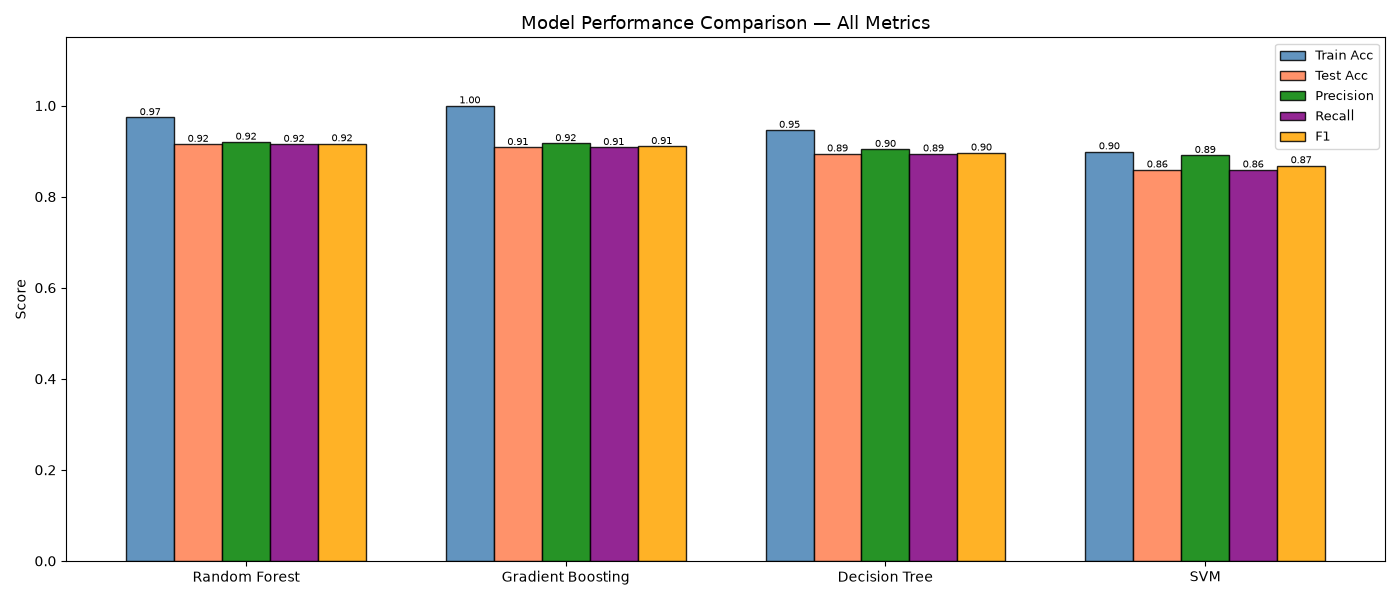 Model Performance Comparison — All Metrics
Train Acc
Test Acc
Precision
Recall
F1
Score
1.0
0.8
0.6
0.4
0.2
0.0
0.97
0.92
0.92
0.92
0.92
1.00
0.91
0.92
0.91
0.91
0.95
0.89
0.90
0.89
0.90
0.90
0.86
0.89
0.86
0.87
Random Forest
Gradient Boosting
Decision Tree
SVM